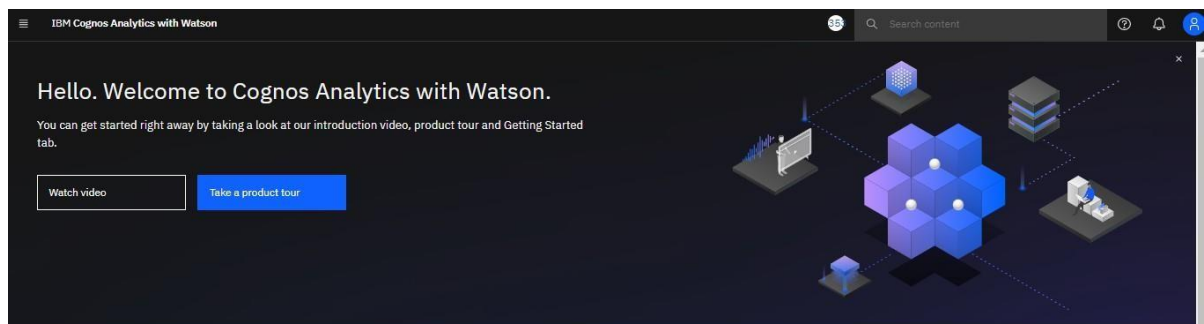 IBM Cognos Analytics with Watson
Search content
Hello. Welcome to Cognos Analytics with Watson.
You can get started right away by taking a look at our introduction video, product tour and Getting Started
tab.
Watch video
Take a product tour